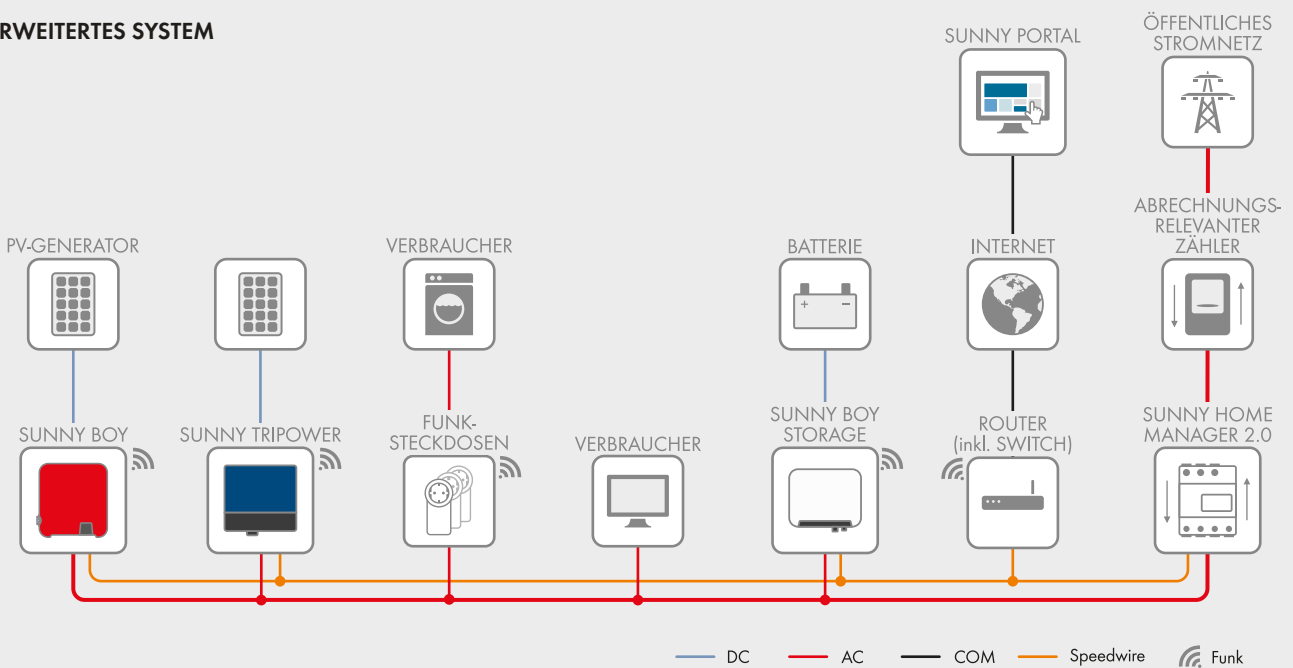 RWEITERTES SYSTEM
SUNNY PORTAL
ÖFFENTLICHES
STROMNETZ
PV-GENERATOR
VERBRAUCHER
BATTERIE
INTERNET
ABRECHNUNGS-
RELEVANTER
ZÄHLER
SUNNY BOY
SUNNY TRIPOWER
FUNK-
STECKDOSEN
VERBRAUCHER
SUNNY BOY
STORAGE
ROUTER
(inkl. SWITCH)
SUNNY HOME
MANAGER 2.0
DC AC COM Speedwire Funk